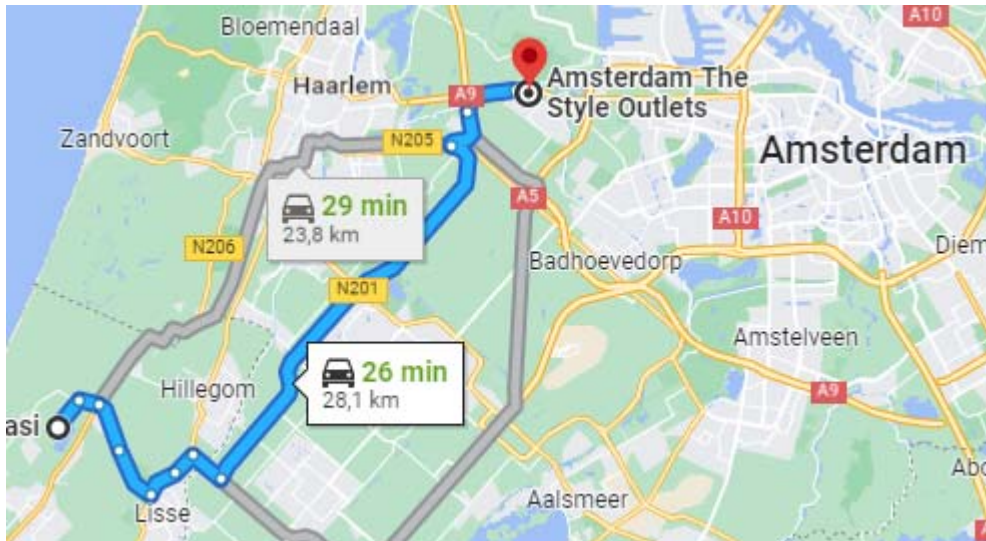 A10
Bloemendaal
Haarlem
A9
Amsterdam The
Style Outlets
Zandvoort
N205
Amsterdam
29 min
23,8 km
A5
A10
N206
Diem
Badhoevedorp
N201
Amstelveen
26 min
28,1 km
Hillegom
A9
asi
Abc
Aalsmeer
Lisse